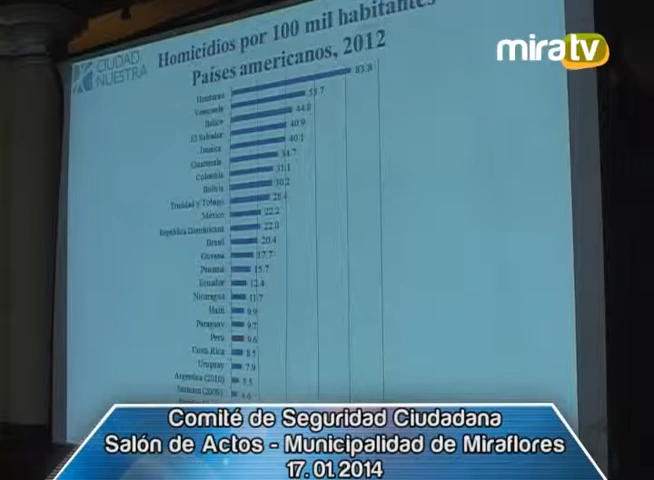 miratv
CIUDAD
NUESTRA
Homicidios por 100 mil habitantes
Países americanos, 2012
Honduras 83.8
Venezuela 53.7
Belice 44.8
El Salvador 40.9
Jamaica 40.1
Guatemala 34.7
Colombia 31.1
Bolivia 30.2
Trinidad y Tobago 28.4
México 22.2
República Dominicana 22.0
Brasil 20.4
Guyana 17.7
Panamá 15.7
Ecuador 12.4
Nicaragua 11.7
Haití 9.9
Paraguay 9.7
Perú 9.6
Costa Rica 8.5
Uruguay 7.9
Argentina (2010) 5.5
Surinam (2009) 4.6
Comité de Seguridad Ciudadana
Salón de Actos - Municipalidad de Miraflores
17.01.2014